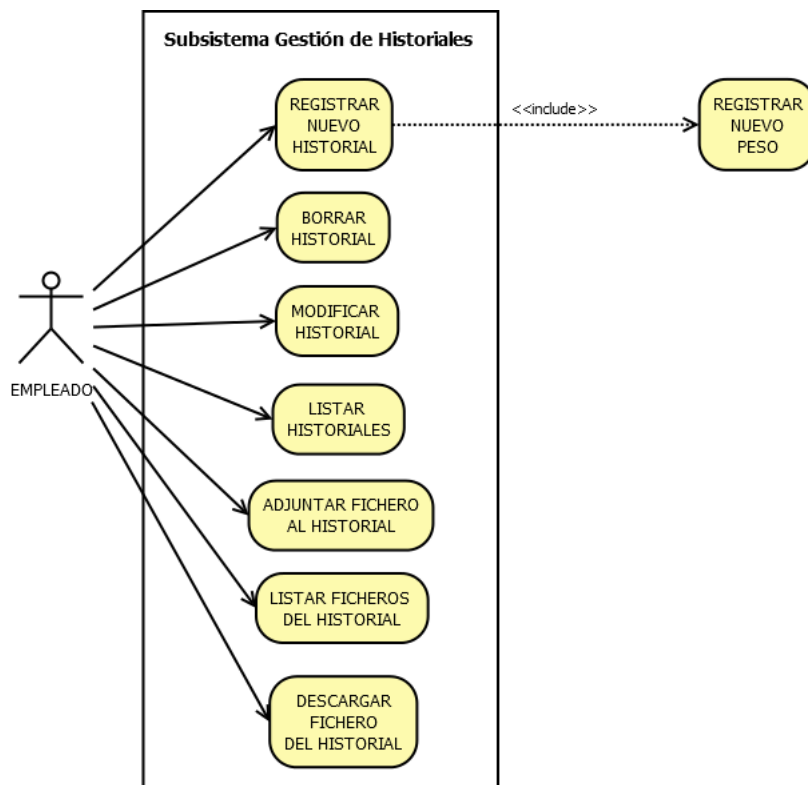 Subsistema Gestión de Historiales
REGISTRAR
NUEVO
HISTORIAL
<<include>>
REGISTRAR
NUEVO
PESO
BORRAR
HISTORIAL
MODIFICAR
HISTORIAL
EMPLEADO
LISTAR
HISTORIALES
ADJUNTAR FICHERO
AL HISTORIAL
LISTAR FICHEROS
DEL HISTORIAL
DESCARGAR
FICHERO
DEL HISTORIAL